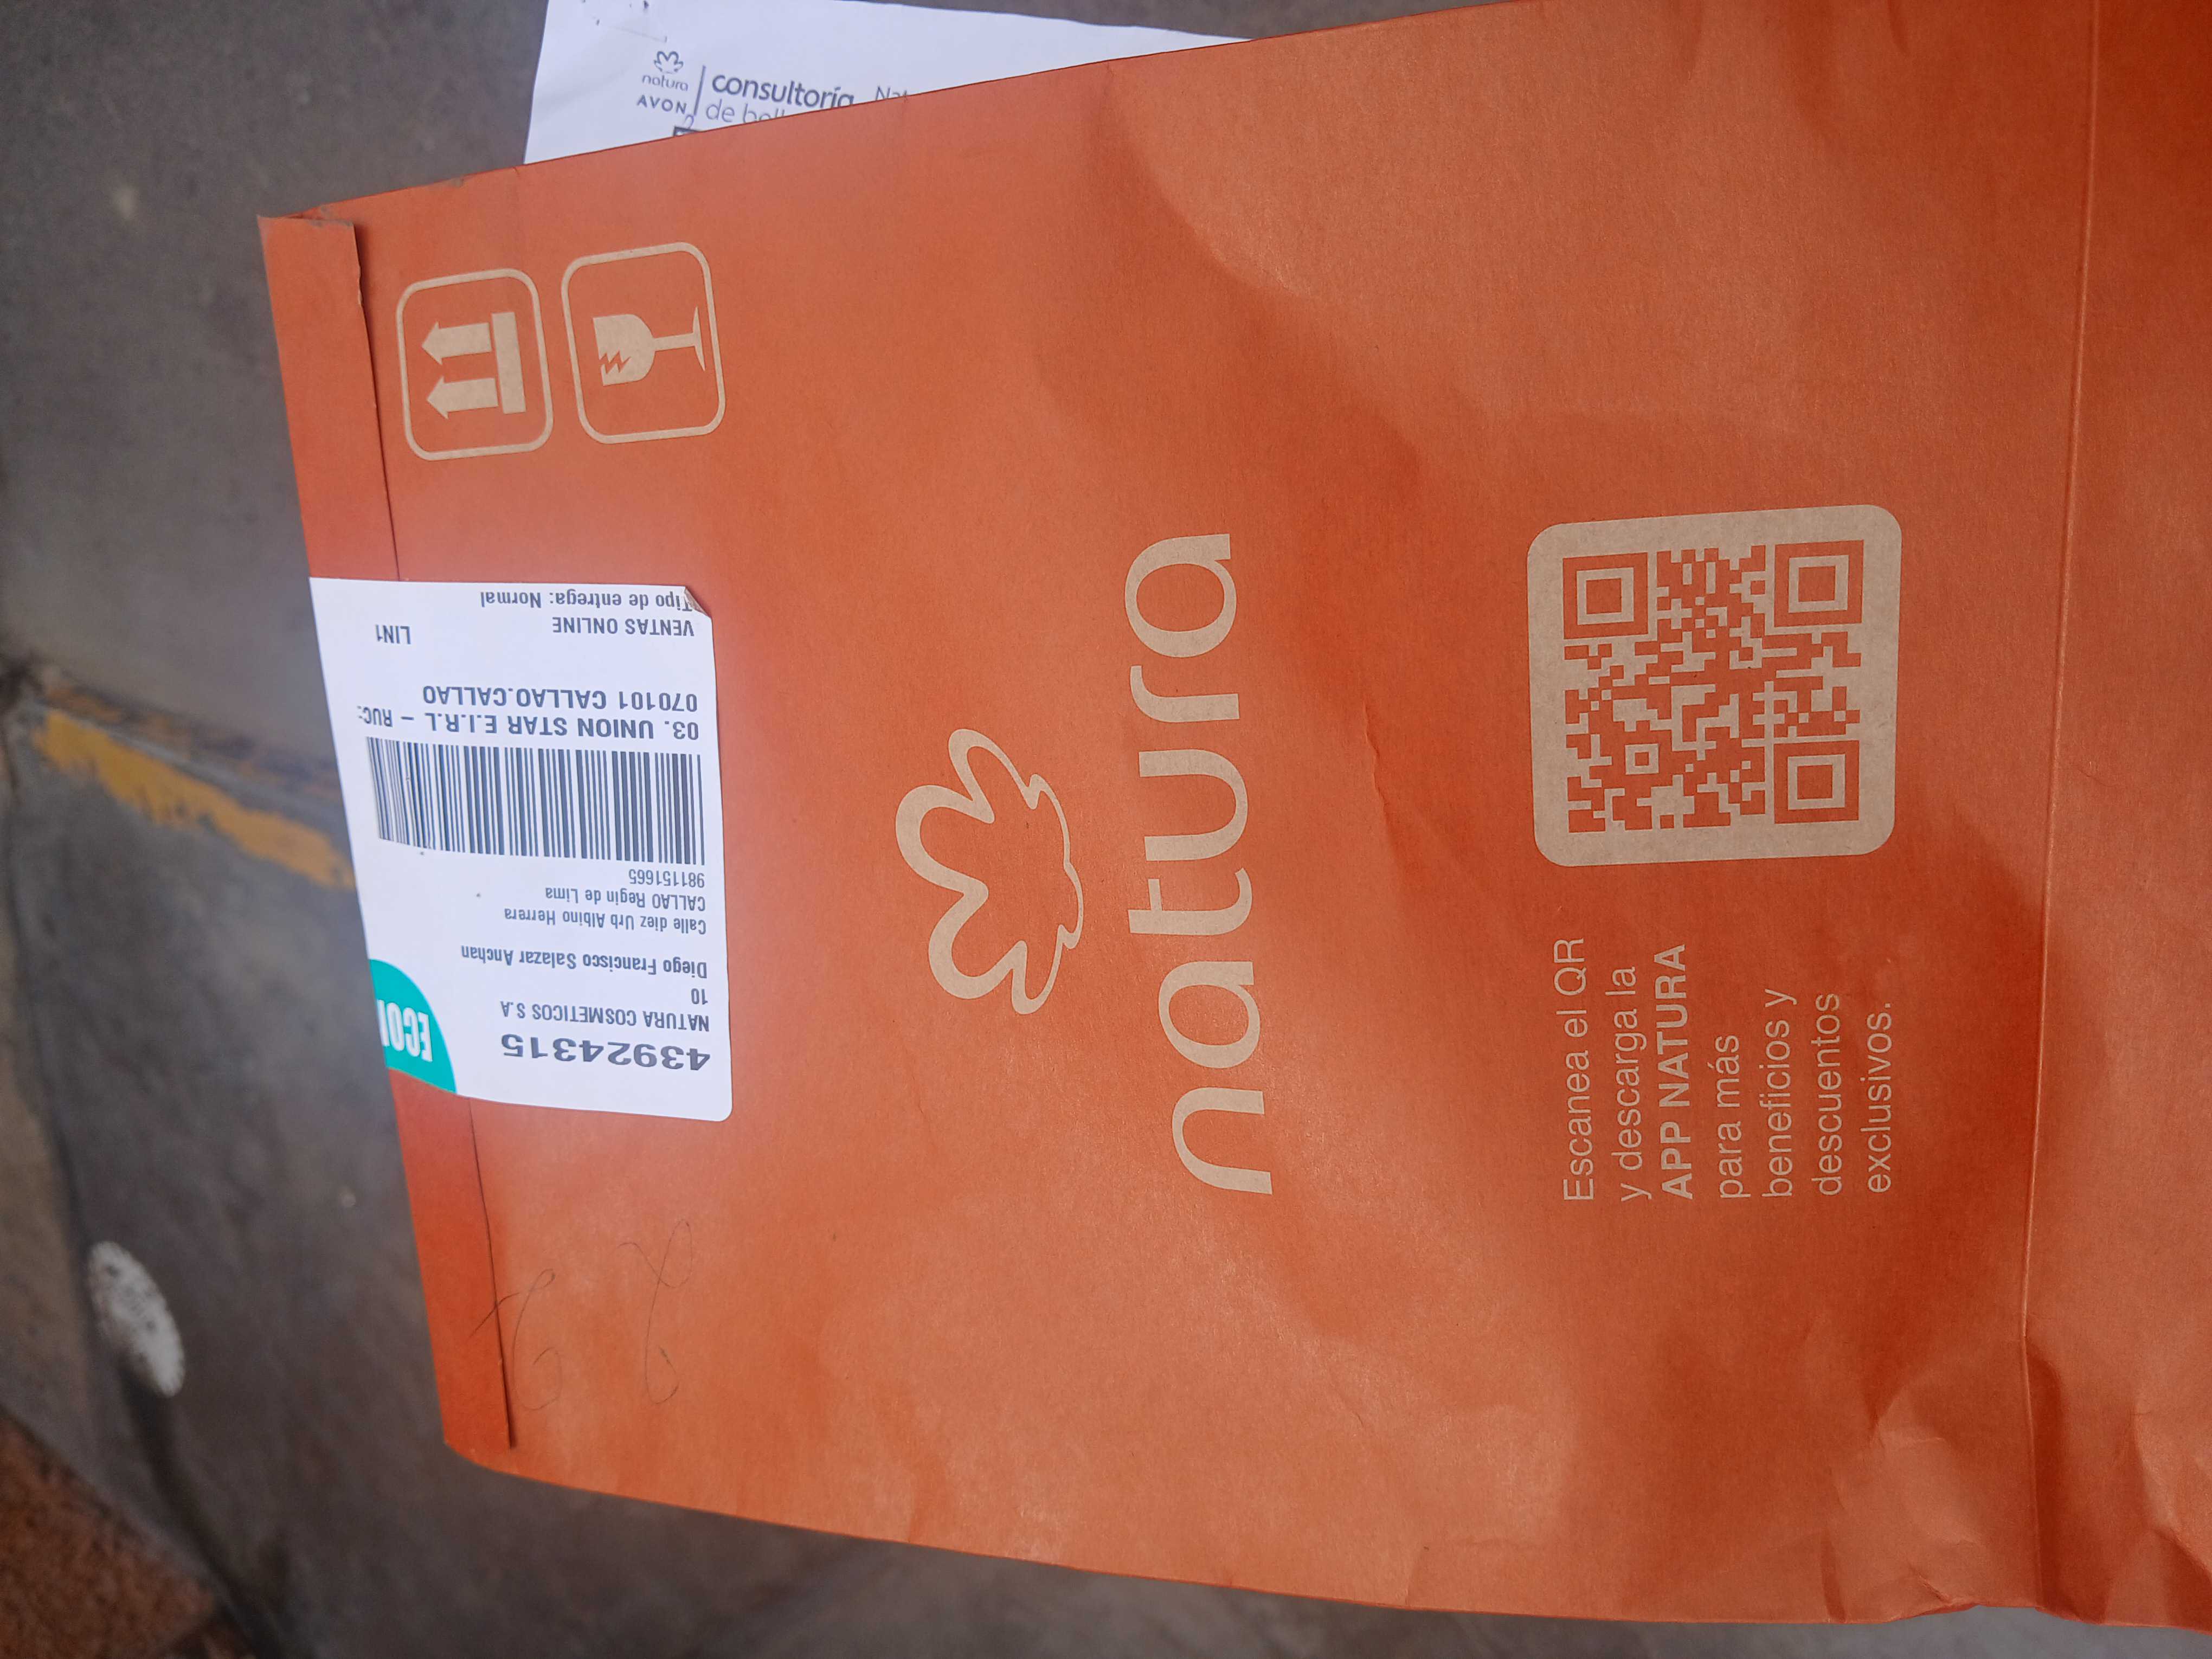 natura
AVON
consultoría
de
43924315
NATURA COSMETICOS S.A
10
Diego Francisco Salazar Anchan
Calle diez Urb Albino Herrera
CALLAO Regin de Lima
981151665
03. UNION STAR E.I.R.L - RUC:
070101 CALLAO.CALLAO
VENTAS ONLINE LIN1
Tipo de entrega: Normal
natura
Escanea el QR
y descarga la
APP NATURA
para más
beneficios y
descuentos
exclusivos.